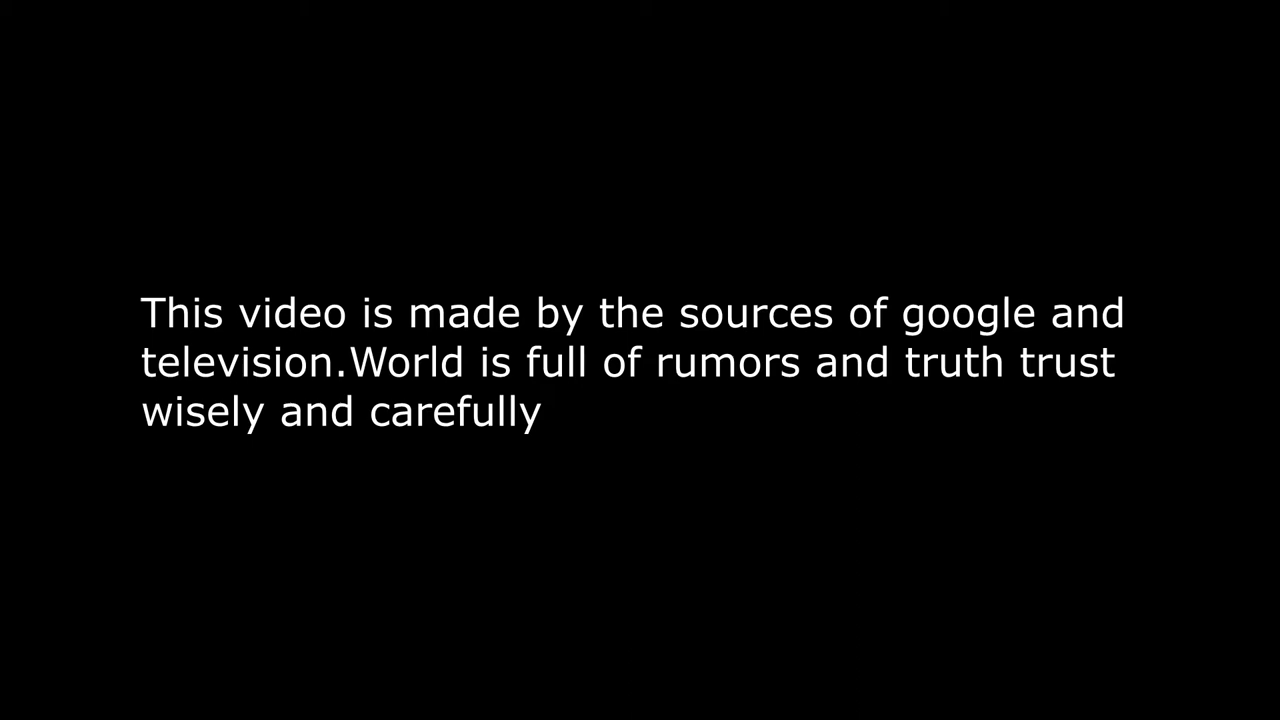 This video is made by the sources of google and
television.World is full of rumors and truth trust
wisely and carefully